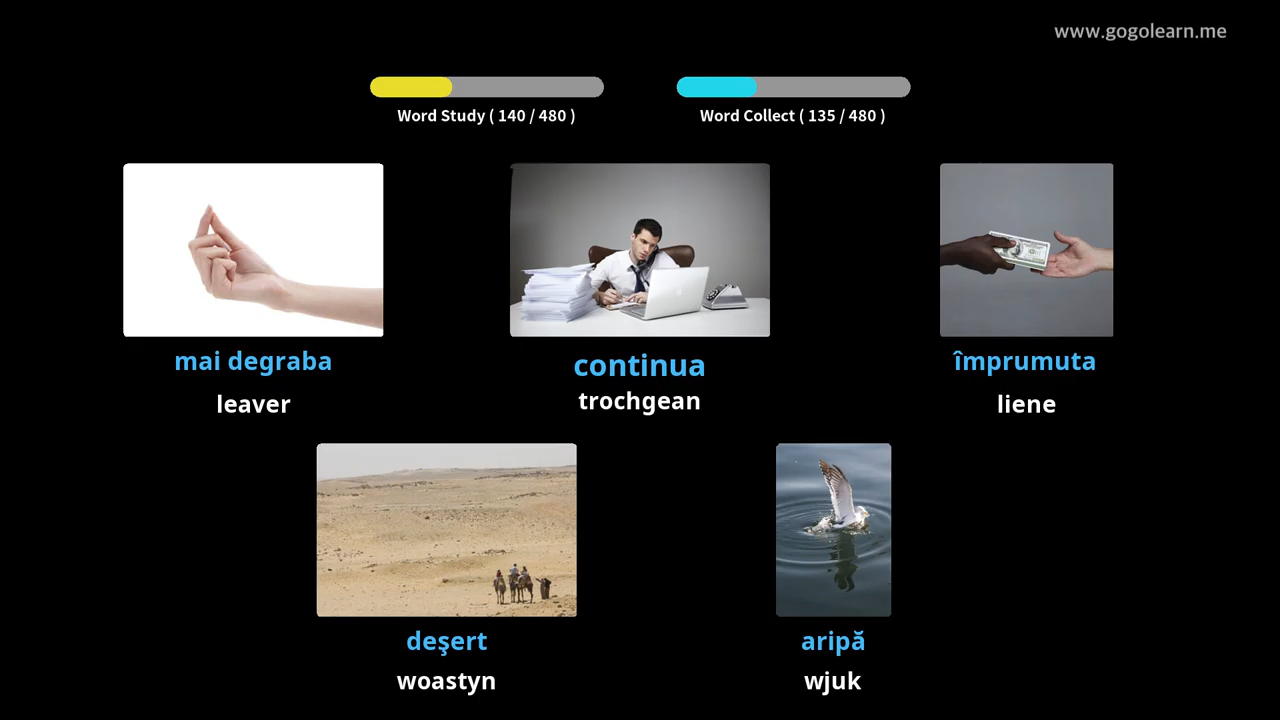 www.gogolearn.me
Word Study ( 140 / 480 )
Word Collect ( 135 / 480 )
mai degraba
leaver
continua
trochgean
împrumuta
liene
deşert
woastyn
aripă
wjuk